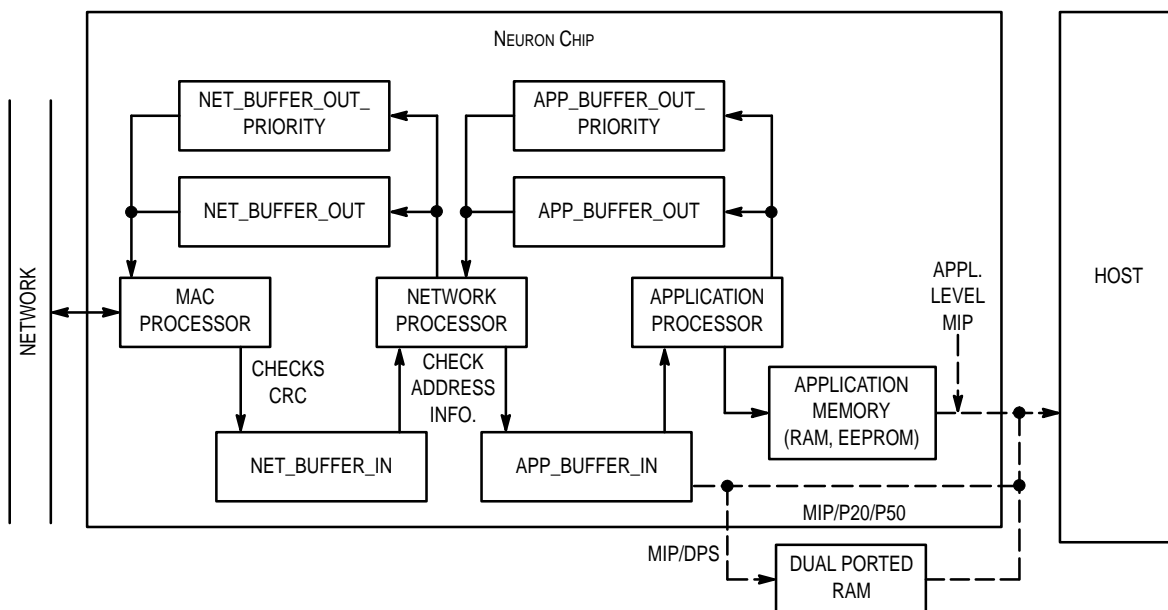 NEURON CHIP
NET_BUFFER_OUT_
PRIORITY
APP_BUFFER_OUT_
PRIORITY
NET_BUFFER_OUT
APP_BUFFER_OUT
NETWORK
MAC
PROCESSOR
NETWORK
PROCESSOR
APPLICATION
PROCESSOR
APPL.
LEVEL
MIP
HOST
CHECKS
CRC
CHECK
ADDRESS
INFO.
APPLICATION
MEMORY
(RAM, EEPROM)
NET_BUFFER_IN
APP_BUFFER_IN
MIP/P20/P50
MIP/DPS
DUAL PORTED
RAM